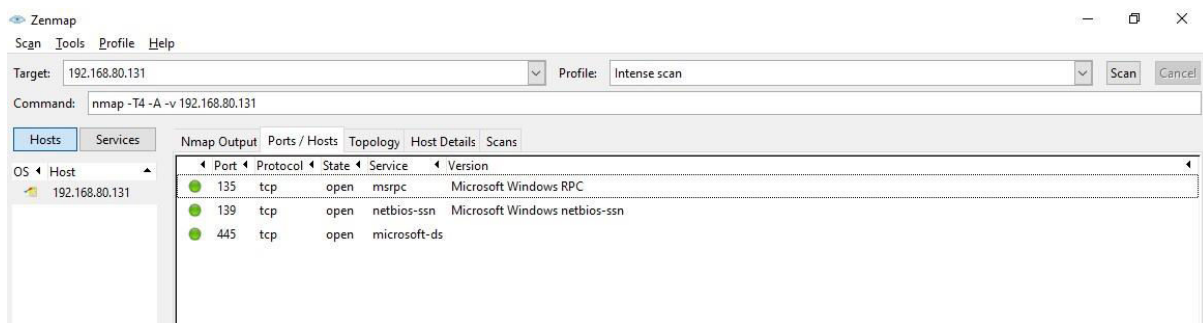 Zenmap
Scan Tools Profile Help
Target: 192.168.80.131 Profile: Intense scan Scan Cancel
Command: nmap -T4 -A -v 192.168.80.131
Hosts Services Nmap Output Ports / Hosts Topology Host Details Scans
OS Host Port Protocol State Service Version
192.168.80.131 135 tcp open msrpc Microsoft Windows RPC
139 tcp open netbios-ssn Microsoft Windows netbios-ssn
445 tcp open microsoft-ds